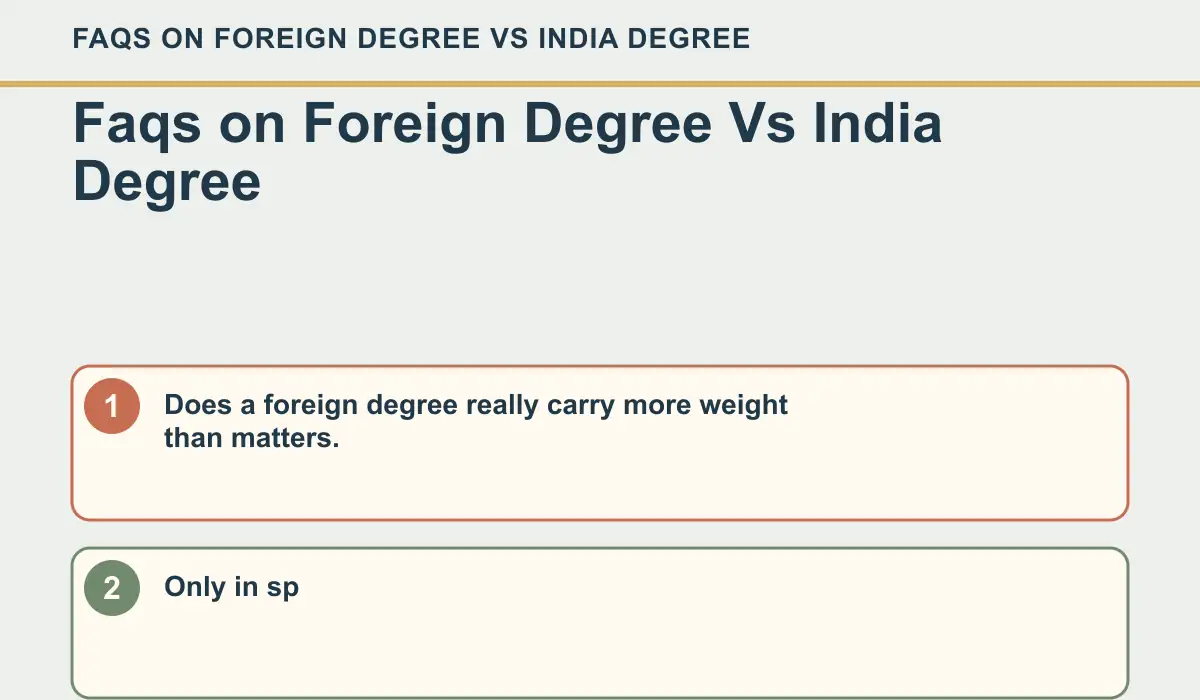 FAQS ON FOREIGN DEGREE VS INDIA DEGREE
Faqs on Foreign Degree Vs India
Degree
1
Does a foreign degree really carry more weight
than matters.
2
Only in sp